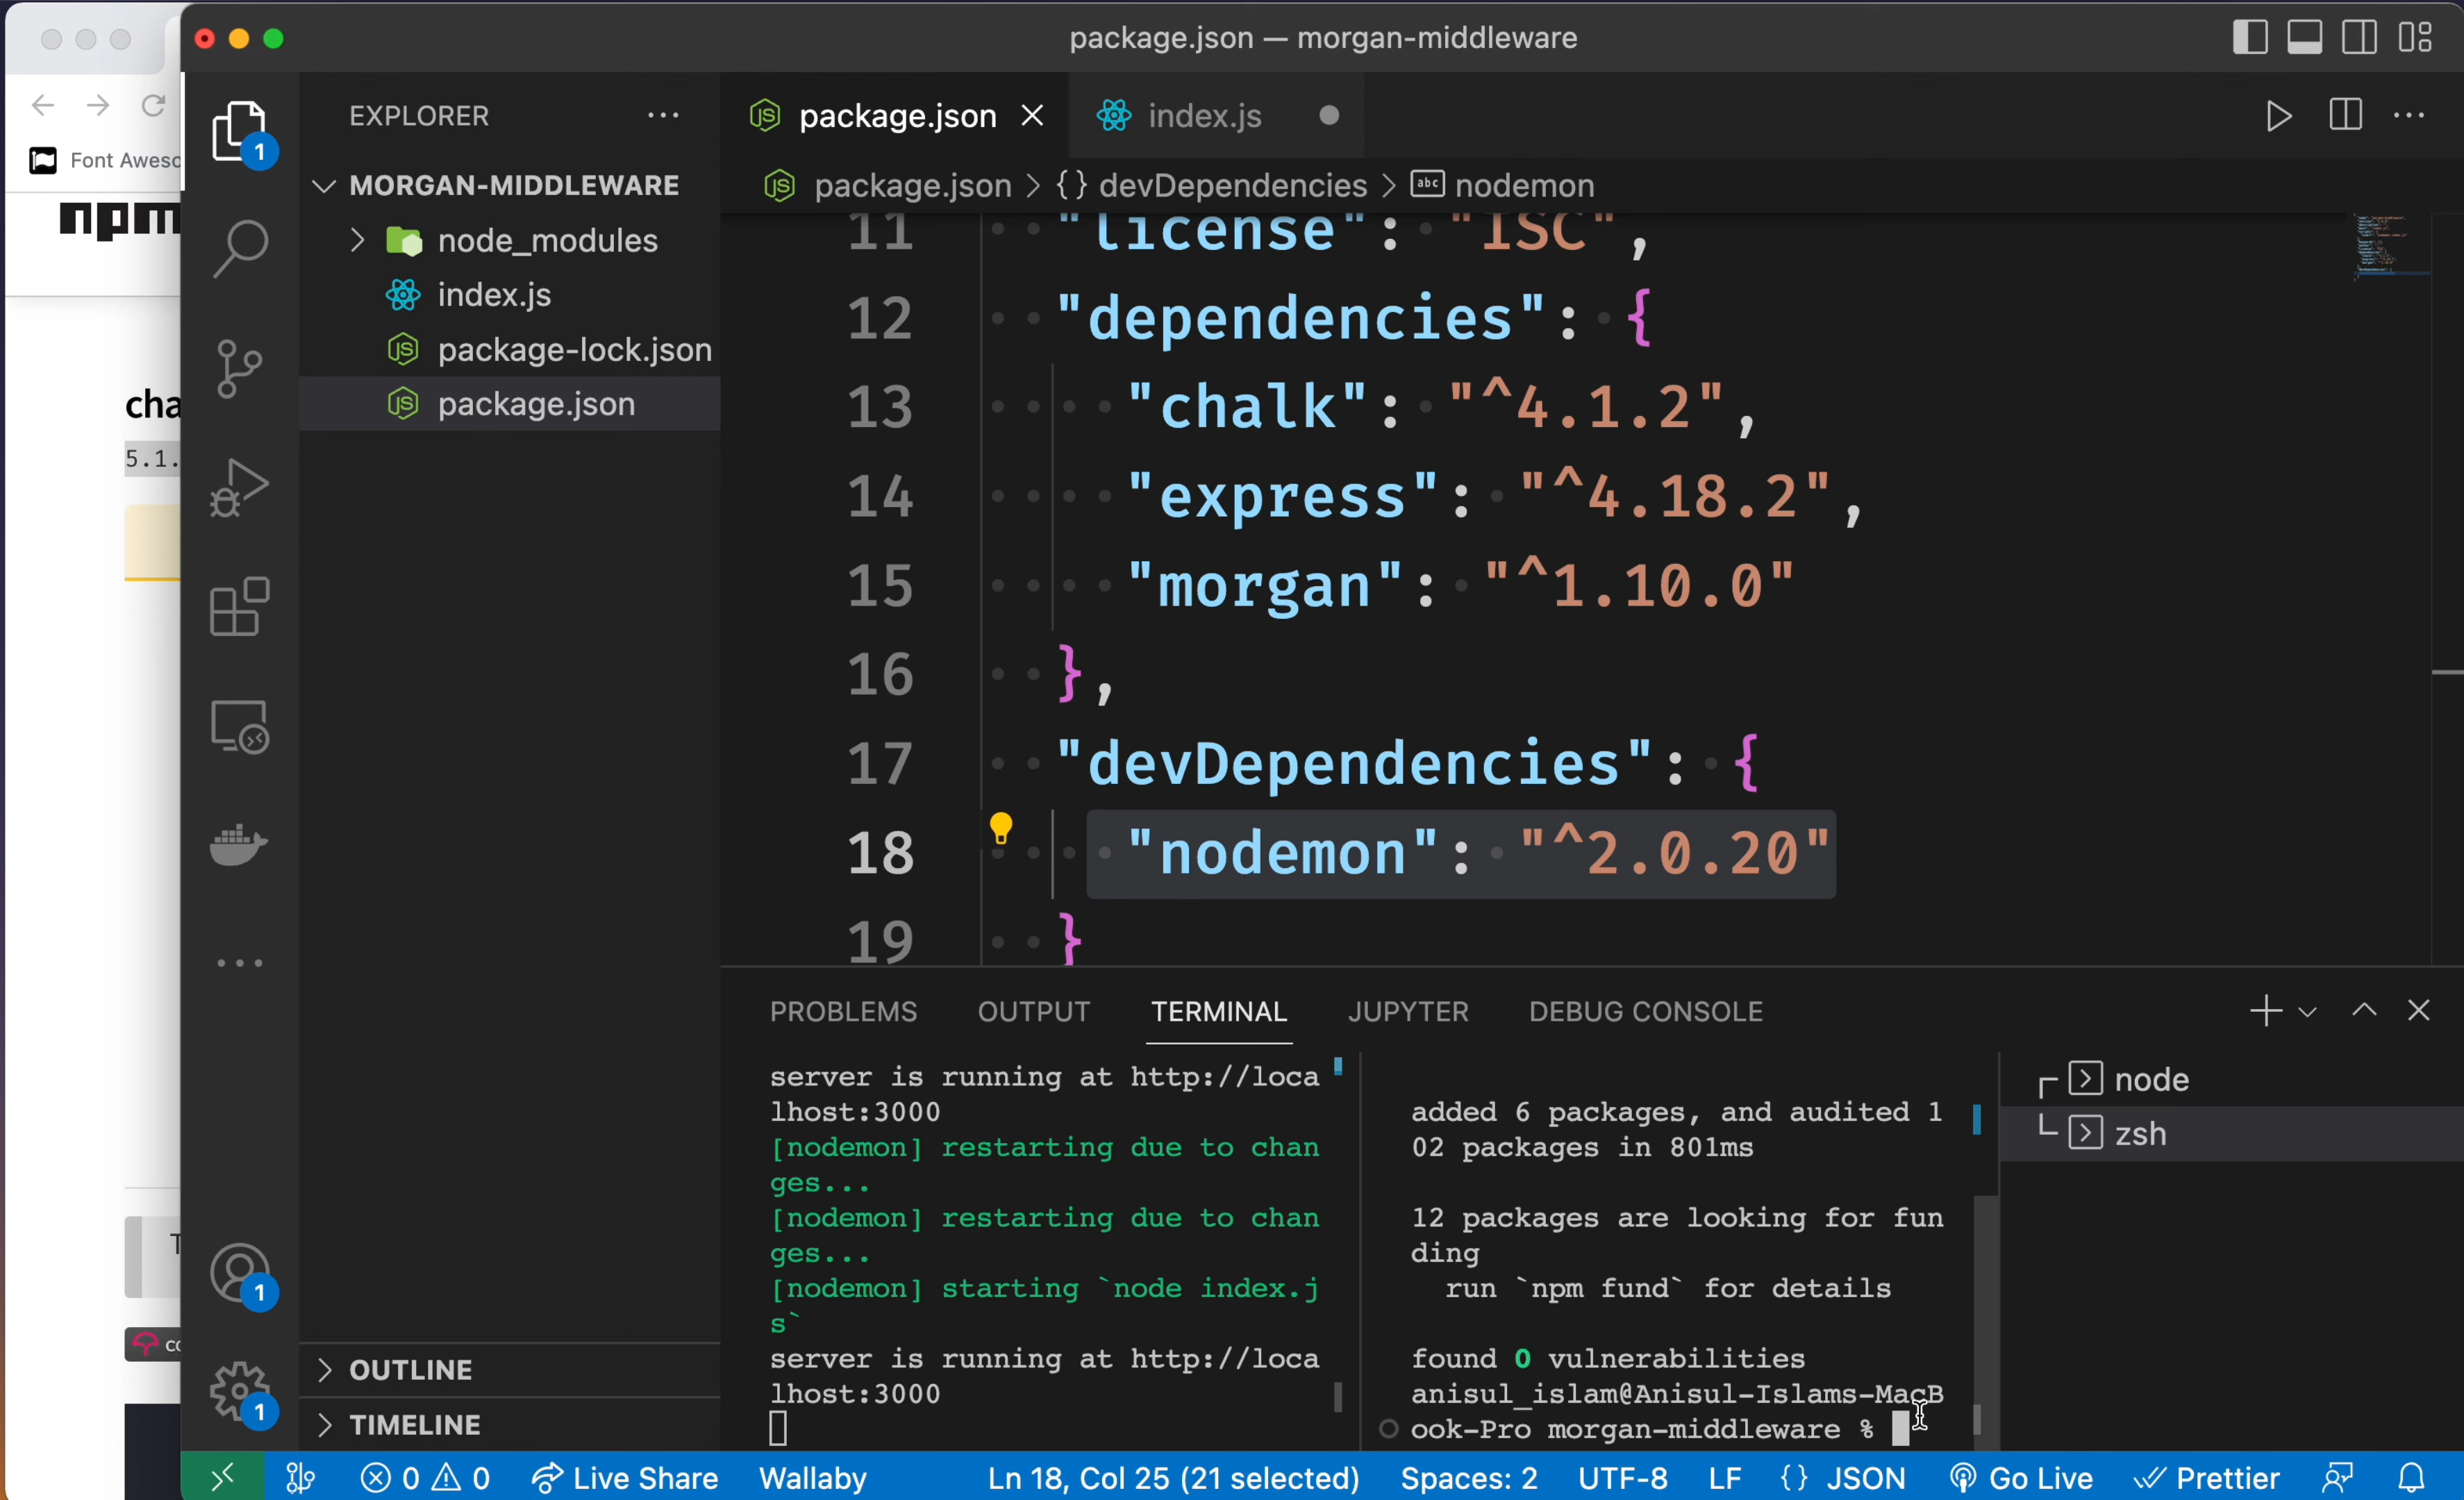 package.json — morgan-middleware
Font Aweso
npm
cha
5.1.
T
co
1
1
1
EXPLORER
MORGAN-MIDDLEWARE
node_modules
index.js
package-lock.json
package.json
OUTLINE
TIMELINE
package.json
index.js
package.json > {} devDependencies > abc nodemon
11 "license": "ISC",
12 "dependencies": {
13 "chalk": "^4.1.2",
14 "express": "^4.18.2",
15 "morgan": "^1.10.0"
16 },
17 "devDependencies": {
18 "nodemon": "^2.0.20"
19 }
PROBLEMS OUTPUT TERMINAL JUPYTER DEBUG CONSOLE
server is running at http://loca
lhost:3000
[nodemon] restarting due to chan
ges...
[nodemon] restarting due to chan
ges...
[nodemon] starting `node index.j
s`
server is running at http://loca
lhost:3000
added 6 packages, and audited 1
02 packages in 801ms
12 packages are looking for fun
ding
run `npm fund` for details
found 0 vulnerabilities
anisul_islam@Anisul-Islams-MacB
ook-Pro morgan-middleware %
node
zsh
0 0 Live Share Wallaby Ln 18, Col 25 (21 selected) Spaces: 2 UTF-8 LF {} JSON Go Live Prettier